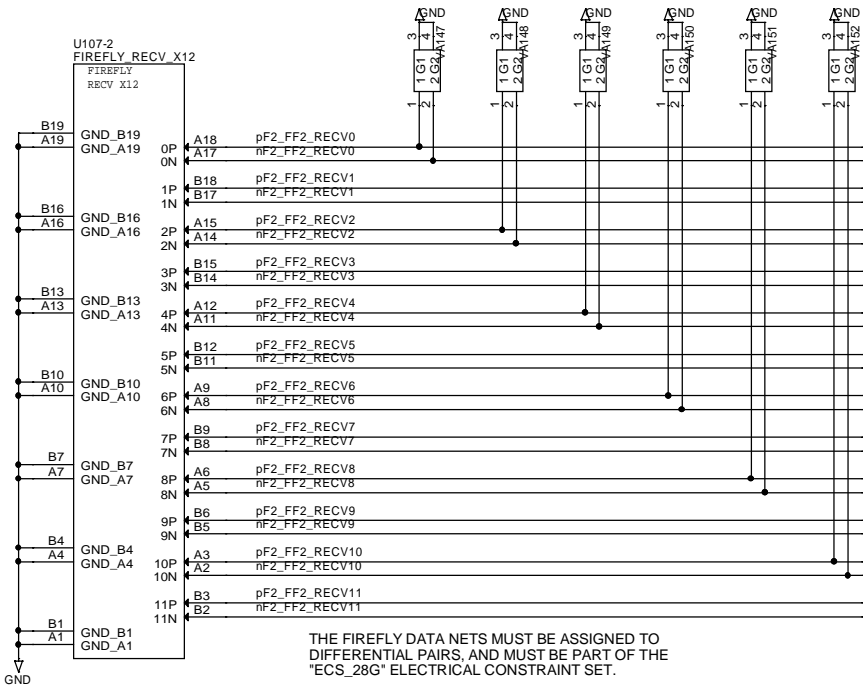 GND GND GND GND GND GND
3 4 VA147 3 4 VA148 3 4 VA149 3 4 VA150 3 4 VA151 3 4 VA152
1 G1 2 G2 1 G1 2 G2 1 G1 2 G2 1 G1 2 G2 1 G1 2 G2 1 G1 2 G2
1 2 1 2 1 2 1 2 1 2 1 2
U107-2
FIREFLY_RECV_X12
FIREFLY
RECV X12
B19 GND_B19
A19 GND_A19 0P A18 pF2_FF2_RECV0
0N A17 nF2_FF2_RECV0
1P B18 pF2_FF2_RECV1
1N B17 nF2_FF2_RECV1
B16 GND_B16
A16 GND_A16 2P A15 pF2_FF2_RECV2
2N A14 nF2_FF2_RECV2
3P B15 pF2_FF2_RECV3
3N B14 nF2_FF2_RECV3
B13 GND_B13
A13 GND_A13 4P A12 pF2_FF2_RECV4
4N A11 nF2_FF2_RECV4
5P B12 pF2_FF2_RECV5
5N B11 nF2_FF2_RECV5
B10 GND_B10
A10 GND_A10 6P A9 pF2_FF2_RECV6
6N A8 nF2_FF2_RECV6
7P B9 pF2_FF2_RECV7
7N B8 nF2_FF2_RECV7
B7 GND_B7
A7 GND_A7 8P A6 pF2_FF2_RECV8
8N A5 nF2_FF2_RECV8
9P B6 pF2_FF2_RECV9
9N B5 nF2_FF2_RECV9
B4 GND_B4
A4 GND_A4 10P A3 pF2_FF2_RECV10
10N A2 nF2_FF2_RECV10
11P B3 pF2_FF2_RECV11
11N B2 nF2_FF2_RECV11
B1 GND_B1
A1 GND_A1
GND
THE FIREFLY DATA NETS MUST BE ASSIGNED TO
DIFFERENTIAL PAIRS, AND MUST BE PART OF THE
"ECS_28G" ELECTRICAL CONSTRAINT SET.